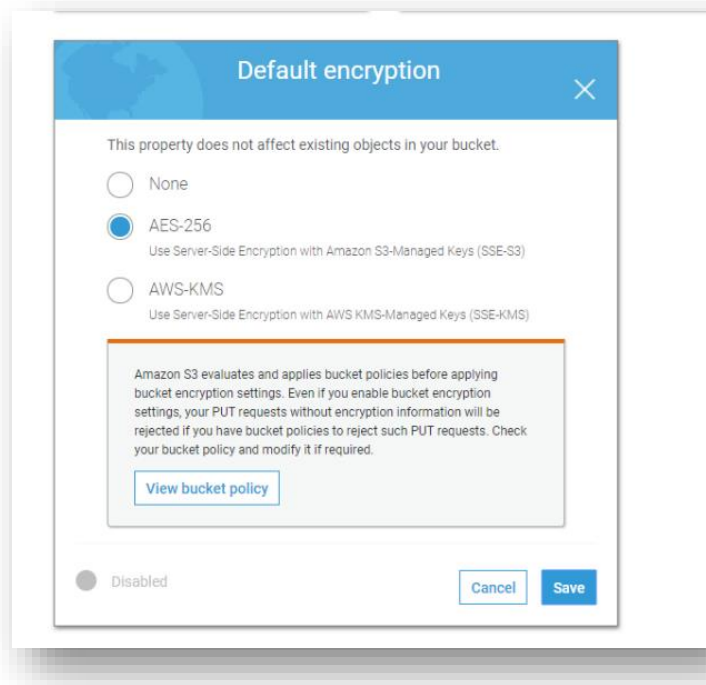 Default encryption
This property does not affect existing objects in your bucket.
None
AES-256
Use Server-Side Encryption with Amazon S3-Managed Keys (SSE-S3)
AWS-KMS
Use Server-Side Encryption with AWS KMS-Managed Keys (SSE-KMS)
Amazon S3 evaluates and applies bucket policies before applying
bucket encryption settings. Even if you enable bucket encryption
settings, your PUT requests without encryption information will be
rejected if you have bucket policies to reject such PUT requests. Check
your bucket policy and modify it if required.
View bucket policy
Disabled
Cancel
Save